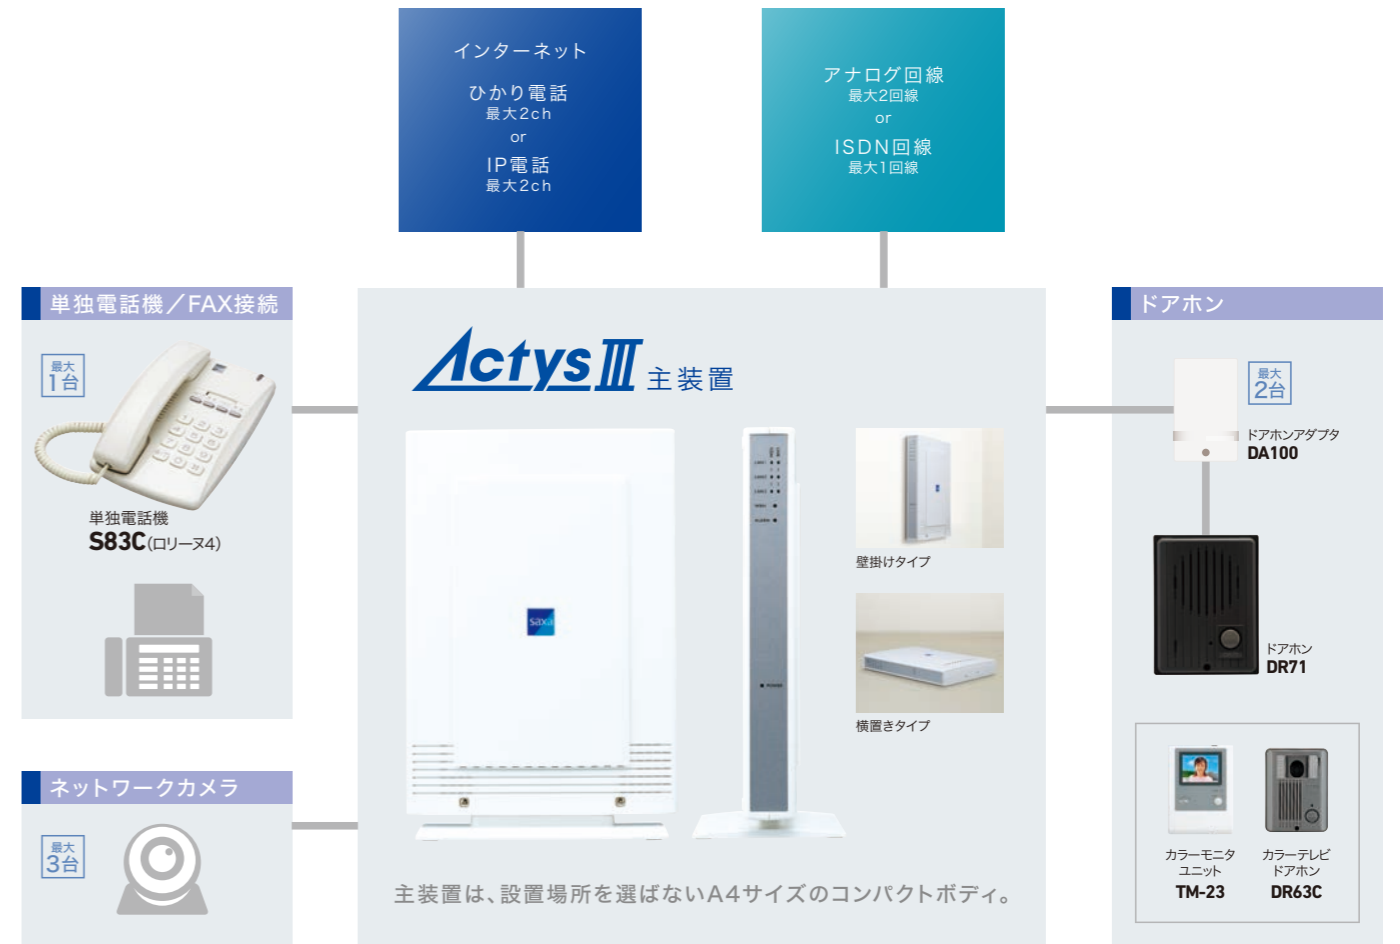 インターネット
ひかり電話
最大2ch
or
IP電話
最大2ch
アナログ回線
最大2回線
or
ISDN回線
最大1回線
単独電話機／FAX接続
最大
1台
単独電話機
S83C(ロリーヌ4)
ネットワークカメラ
最大
3台
Actys III 主装置
saxa
POWER
壁掛けタイプ
横置きタイプ
主装置は、設置場所を選ばないA4サイズのコンパクトボディ。
ドアホン
最大
2台
ドアホンアダプタ
DA100
ドアホン
DR71
カラーモニタ
ユニット
TM-23
カラーテレビ
ドアホン
DR63C